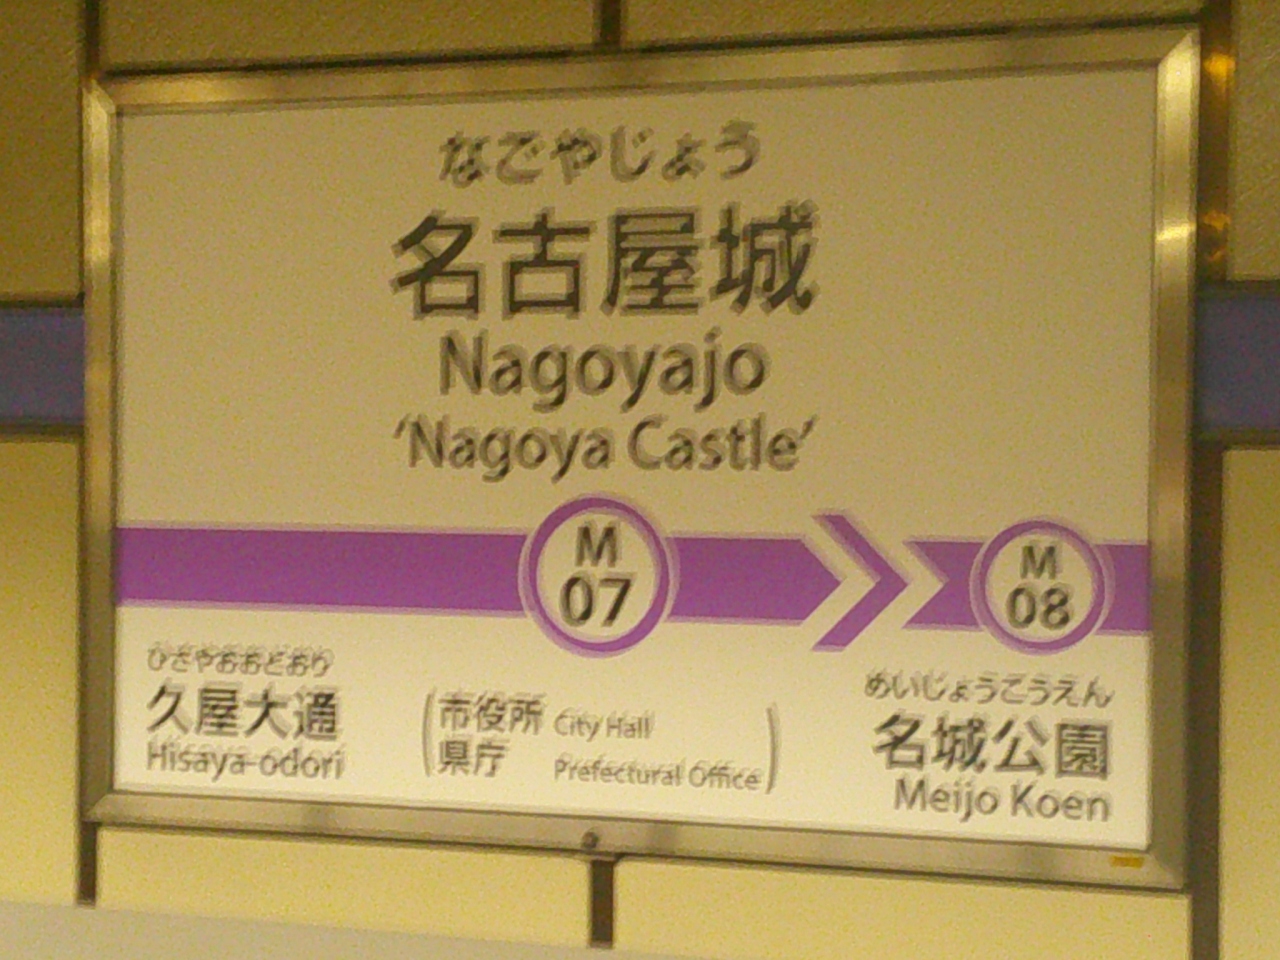 なごやじょう
名古屋城
Nagoyajo
‘Nagoya Castle’
M
07
M
08
ひさやおおどおり
久屋大通
Hisaya-odori
(市役所 City Hall
県庁 Prefectural Office)
めいじょうこうえん
名城公園
Meijo Koen